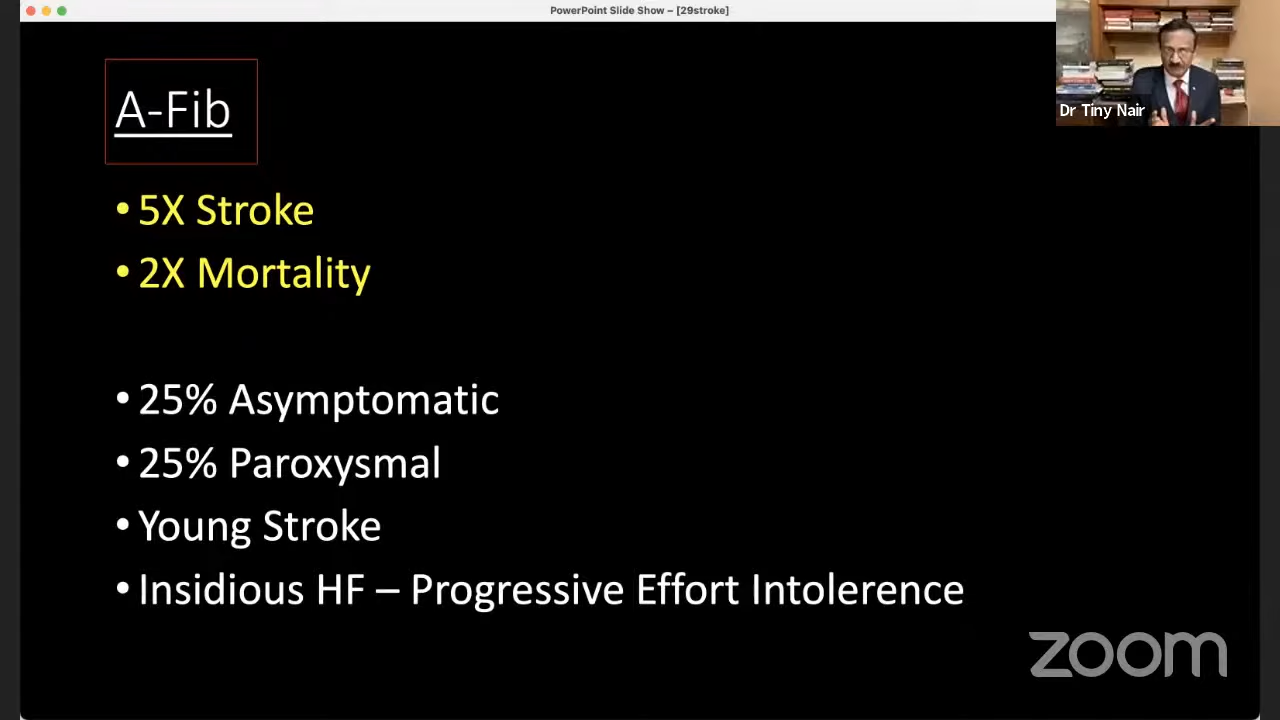 PowerPoint Slide Show – [29stroke]
Dr Tiny Nair
A-Fib
• 5X Stroke
• 2X Mortality
• 25% Asymptomatic
• 25% Paroxysmal
• Young Stroke
• Insidious HF – Progressive Effort Intolerence
zoom